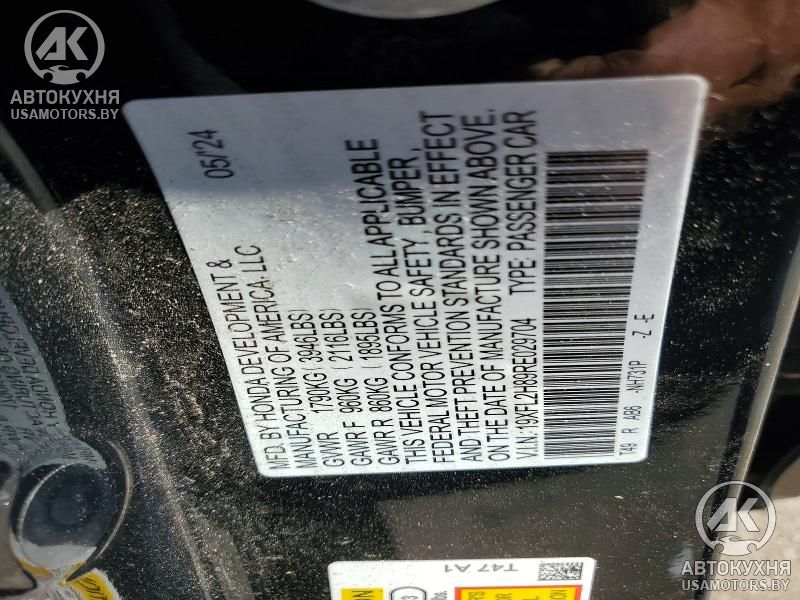 AK
АВТОКУХНЯ
USAMOTORS.BY
MFD. BY HONDA DEVELOPMENT & 05/'24
MANUFACTURING OF AMERICA, LLC
GVWR 1790KG (3946LBS)
GAWR F 960KG (2116LBS)
GAWR R 860KG (1895LBS)
THIS VEHICLE CONFORMS TO ALL APPLICABLE
FEDERAL MOTOR VEHICLE SAFETY, BUMPER,
AND THEFT PREVENTION STANDARDS IN EFFECT
ON THE DATE OF MANUFACTURE SHOWN ABOVE.
V.I.N: 19XFL2H89RE029704 TYPE: PASSENGER CAR
T49 R AB6 -NH731P -Z -E
T47 A1
AK
АВТОКУХНЯ
USAMOTORS.BY